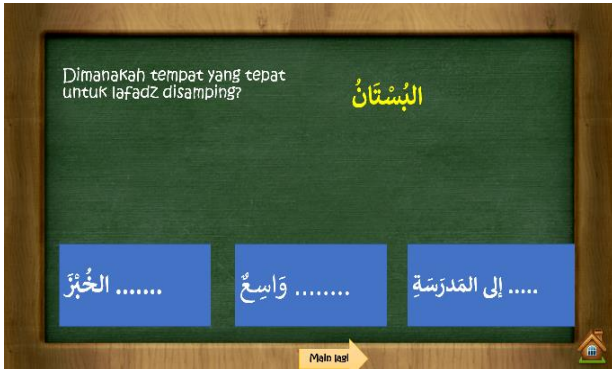 Dimanakah tempat yang tepat
untuk lafadz disamping?
البُسْتَانُ
....... الخُبْزَ
........ وَاسِعٌ
..... إلى المَدرَسَةِ
Main lagi